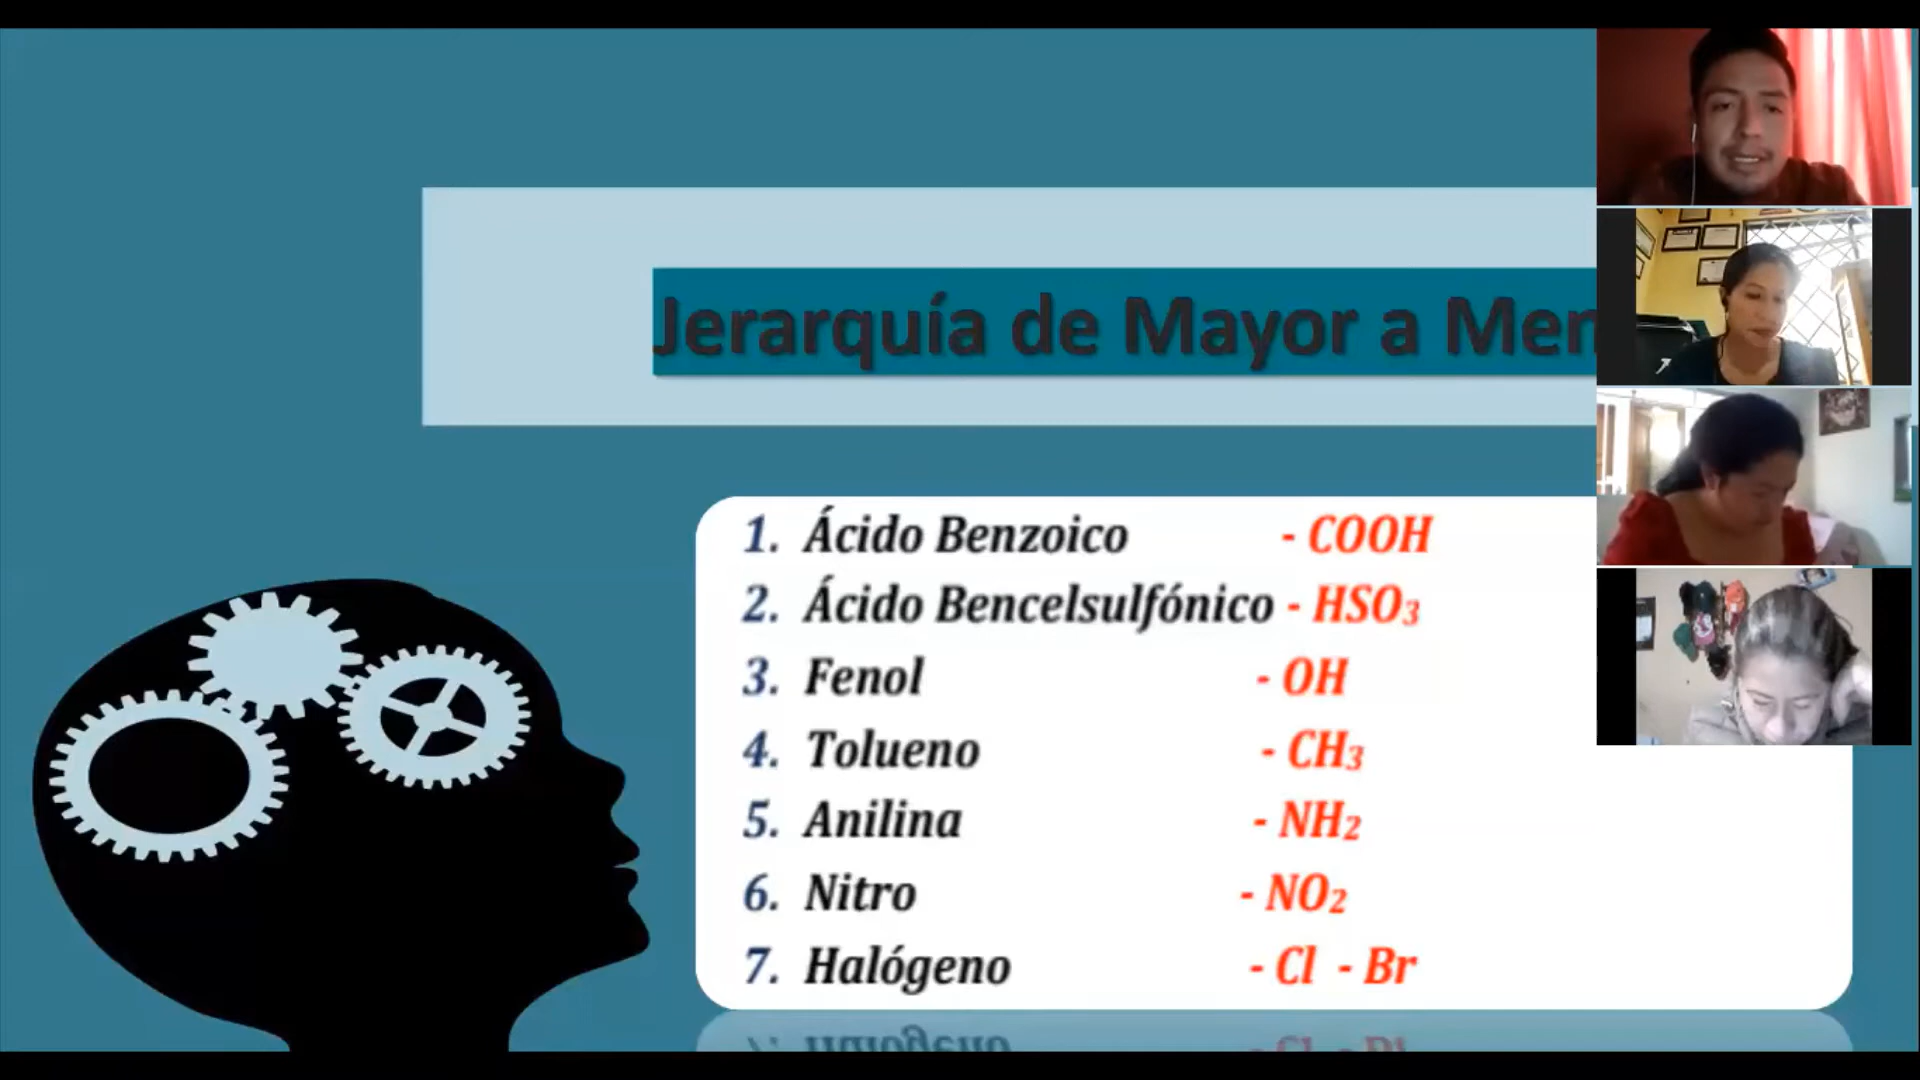 Jerarquía de Mayor a Men
1. Ácido Benzoico - COOH
2. Ácido Bencelsulfónico - HSO₃
3. Fenol - OH
4. Tolueno - CH₃
5. Anilina - NH₂
6. Nitro - NO₂
7. Halógeno - Cl - Br